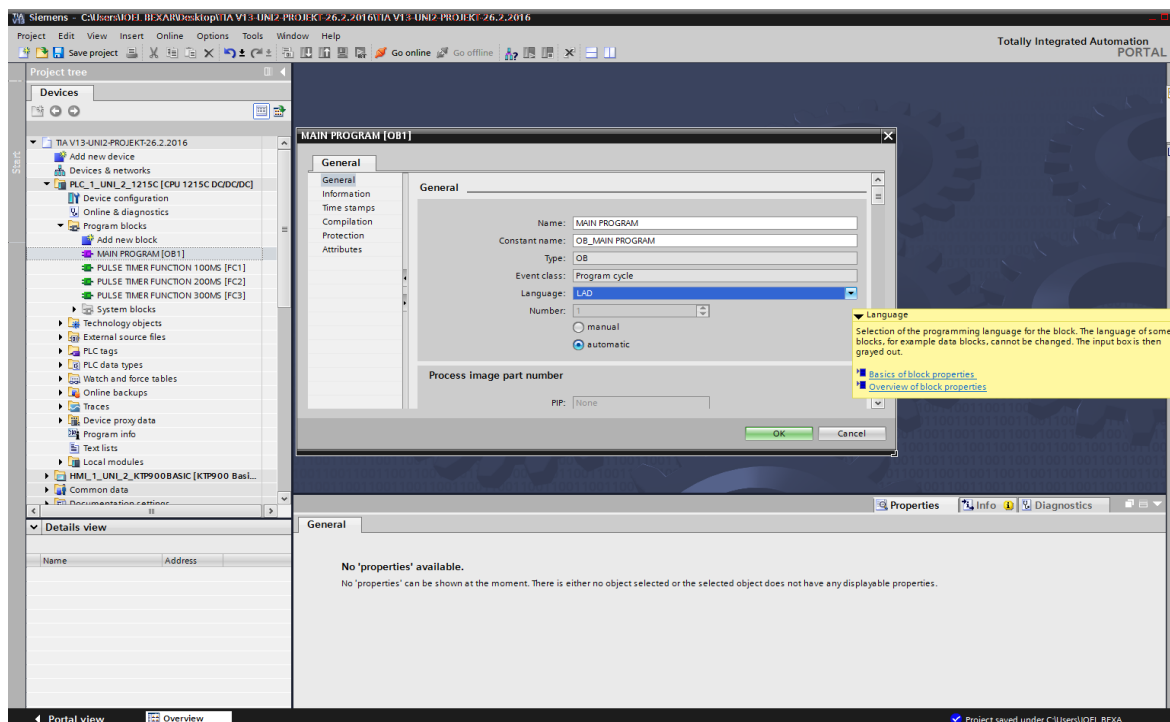 Siemens - C:\Users\JOEL BEXAR\Desktop\TIA V13-UNI2-PROJEKT-26.2.2016\TIA V13-UNI2-PROJEKT-26.2.2016
Project Edit View Insert Online Options Tools Window Help
Totally Integrated Automation
PORTAL
Save project Go online Go offline
Project tree
Devices
Start
TIA V13-UNI2-PROJEKT-26.2.2016
Add new device
Devices & networks
PLC_1_UNI_2_1215C [CPU 1215C DC/DC/DC]
Device configuration
Online & diagnostics
Program blocks
Add new block
MAIN PROGRAM [OB1]
PULSE TIMER FUNCTION 100MS [FC1]
PULSE TIMER FUNCTION 200MS [FC2]
PULSE TIMER FUNCTION 300MS [FC3]
System blocks
Technology objects
External source files
PLC tags
PLC data types
Watch and force tables
Online backups
Traces
Device proxy data
Program info
Text lists
Local modules
HMI_1_UNI_2_KTP900BASIC [KTP900 Basi...
Common data
Documentation settings
Details view
Name Address
MAIN PROGRAM [OB1]
General
General
Information
Time stamps
Compilation
Protection
Attributes
General
Name: MAIN PROGRAM
Constant name: OB_MAIN PROGRAM
Type: OB
Event class: Program cycle
Language: LAD
Number: 1
manual
automatic
Process image part number
PIP: None
OK Cancel
Language
Selection of the programming language for the block. The language of some
blocks, for example data blocks, cannot be changed. The input box is then
grayed out.
Basics of block properties
Overview of block properties
Properties Info Diagnostics
General
No 'properties' available.
No 'properties' can be shown at the moment. There is either no object selected or the selected object does not have any displayable properties.
Portal view Overview
Project saved under C:\Users\JOEL BEXA